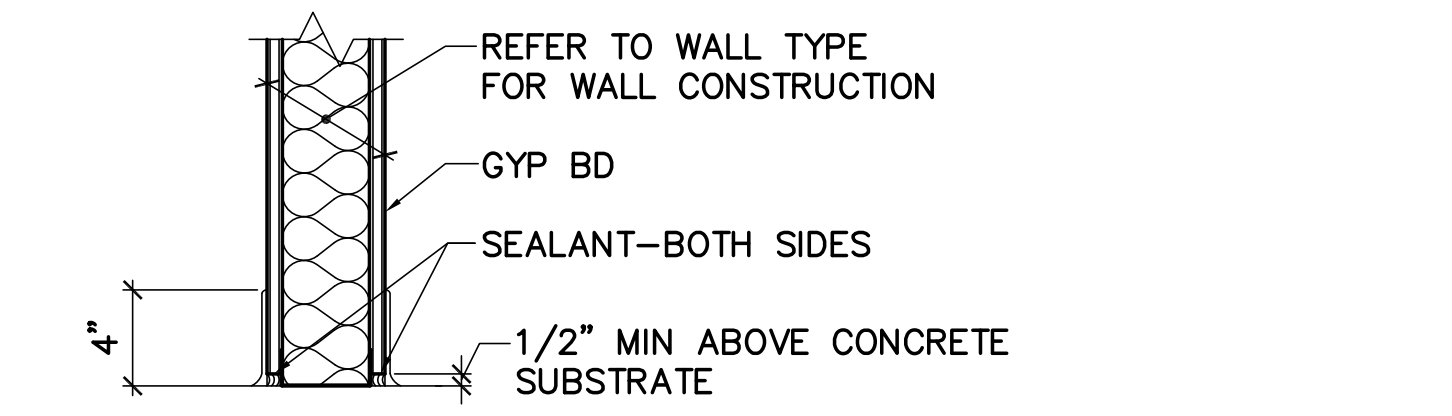 REFER TO WALL TYPE
FOR WALL CONSTRUCTION
GYP BD
SEALANT-BOTH SIDES
4"
1/2" MIN ABOVE CONCRETE
SUBSTRATE